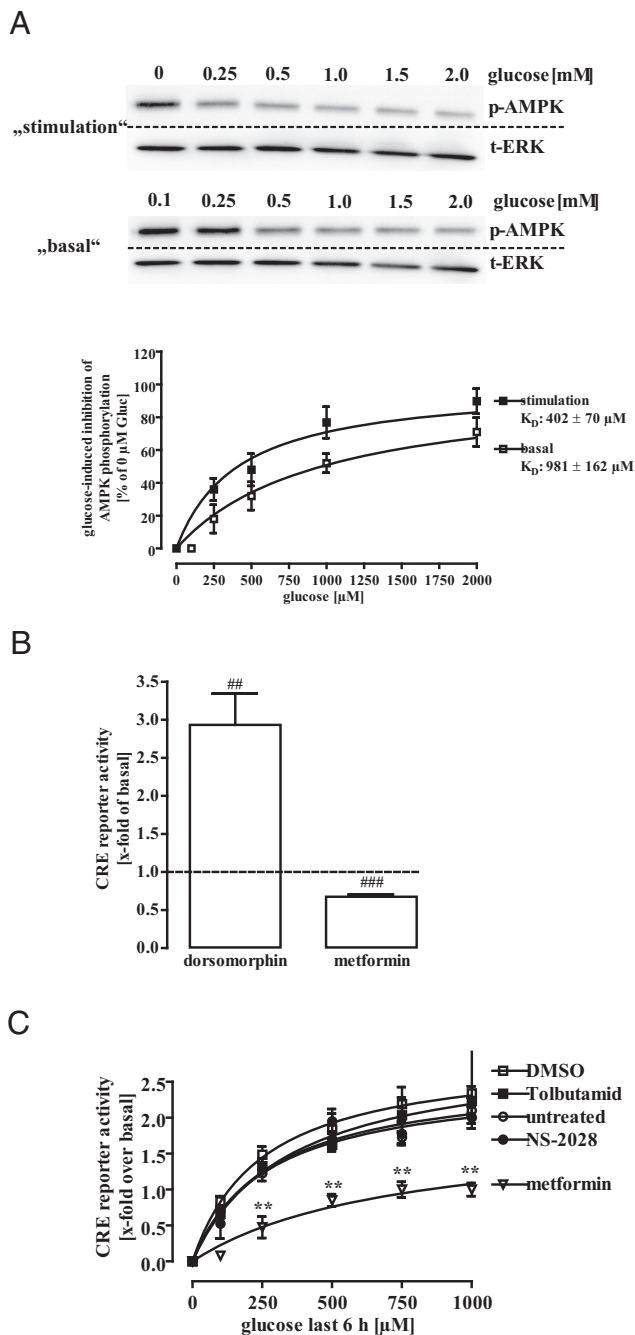 A
0 0.25 0.5 1.0 1.5 2.0 glucose [mM]
p-AMPK
„stimulation“
t-ERK
0.1 0.25 0.5 1.0 1.5 2.0 glucose [mM]
p-AMPK
„basal“
t-ERK
glucose-induced inhibition of
AMPK phosphorylation
[% of 0 µM Gluc]
120
100
80
60
40
20
0
0 250 500 750 1000 1250 1500 1750 2000
glucose [µM]
stimulation
KD: 402 ± 70 µM
basal
KD: 981 ± 162 µM
B
CRE reporter activity
[x-fold of basal]
3.5
3.0
2.5
2.0
1.5
1.0
0.5
0.0
##
###
dorsomorphin metformin
C
CRE reporter activity
[x-fold over basal]
2.5
2.0
1.5
1.0
0.5
0.0
** ** ** **
0 250 500 750 1000
glucose last 6 h [µM]
DMSO
Tolbutamid
untreated
NS-2028
metformin